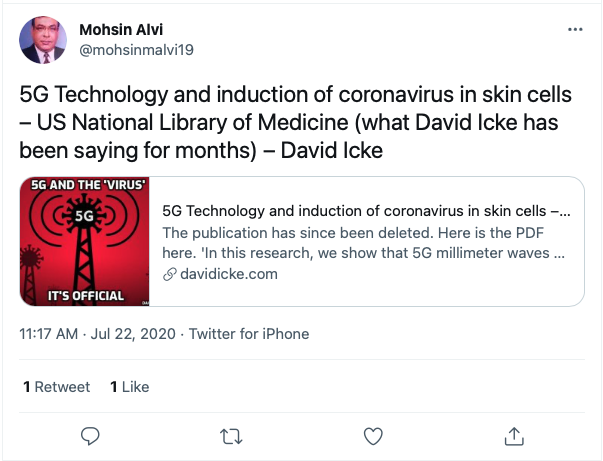 Mohsin Alvi
@mohsinmalvi19
5G Technology and induction of coronavirus in skin cells
– US National Library of Medicine (what David Icke has
been saying for months) – David Icke
5G AND THE 'VIRUS'
5G
IT'S OFFICIAL
5G Technology and induction of coronavirus in skin cells –...
The publication has since been deleted. Here is the PDF
here. 'In this research, we show that 5G millimeter waves ...
davidicke.com
11:17 AM · Jul 22, 2020 · Twitter for iPhone
1 Retweet 1 Like